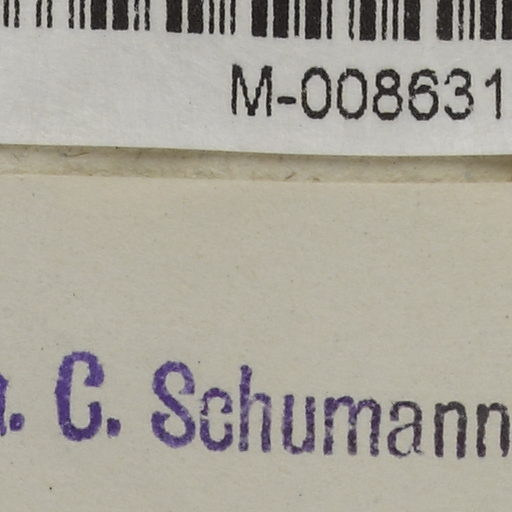 M-008631
. C. Schumann